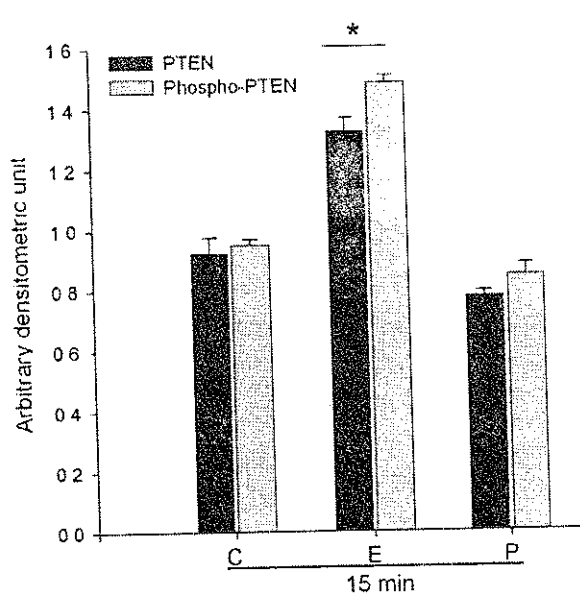 *
PTEN
Phospho-PTEN
Arbitrary densitometric unit
1 6
1 4
1 2
1 0
0 8
0 6
0 4
0 2
0 0
C E P
15 min